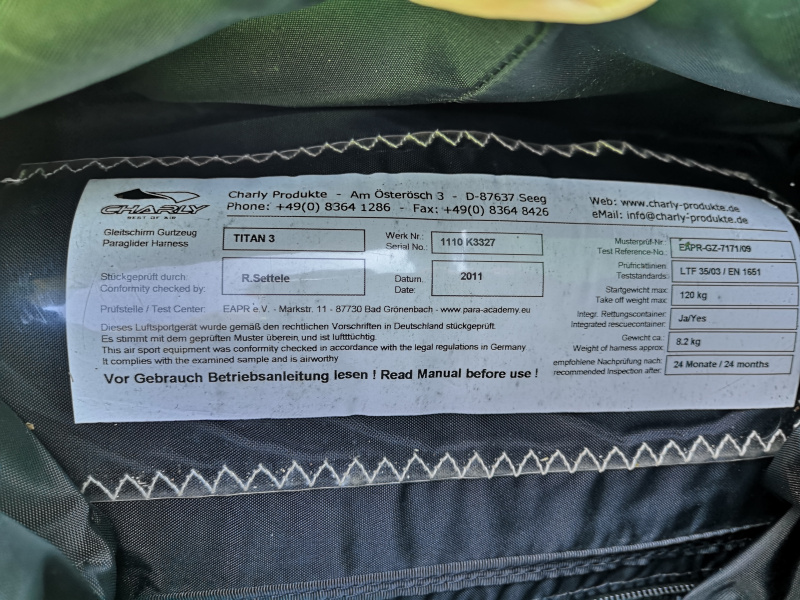 CHARLY
BEST OF AIR
Charly Produkte - Am Österösch 3 - D-87637 Seeg
Phone: +49(0) 8364 1286 - Fax: +49(0) 8364 8426
Web: www.charly-produkte.de
eMail: info@charly-produkte.de
Gleitschirm Gurtzeug
Paraglider Harness
TITAN 3
Werk Nr.:
Serial No.:
1110 K3327
Stückgeprüft durch:
Conformity checked by:
R.Settele
Datum:
Date:
2011
Prüfstelle / Test Center: EAPR e.V. - Markstr. 11 - 87730 Bad Grönenbach - www.para-academy.eu
Dieses Luftsportgerät wurde gemäß den rechtlichen Vorschriften in Deutschland stückgeprüft.
Es stimmt mit dem geprüften Muster überein, und ist lufttüchtig.
This air sport equipment was conformity checked in accordance with the legal regulations in Germany
It complies with the examined sample and is airworthy
Vor Gebrauch Betriebsanleitung lesen ! Read Manual before use !
Musterprüf-Nr.:
Test Reference-No.:
EAPR-GZ-7171/09
Prüfrichtlinien:
Teststandards:
LTF 35/03 / EN 1651
Startgewicht max:
Take off weight max:
120 kg
Integr. Rettungscontainer:
Integrated rescuecontainer:
Ja/Yes
Gewicht ca.:
Weight of harness approx:
8.2 kg
empfohlene Nachprüfung nach:
recommended Inspection after:
24 Monate / 24 months